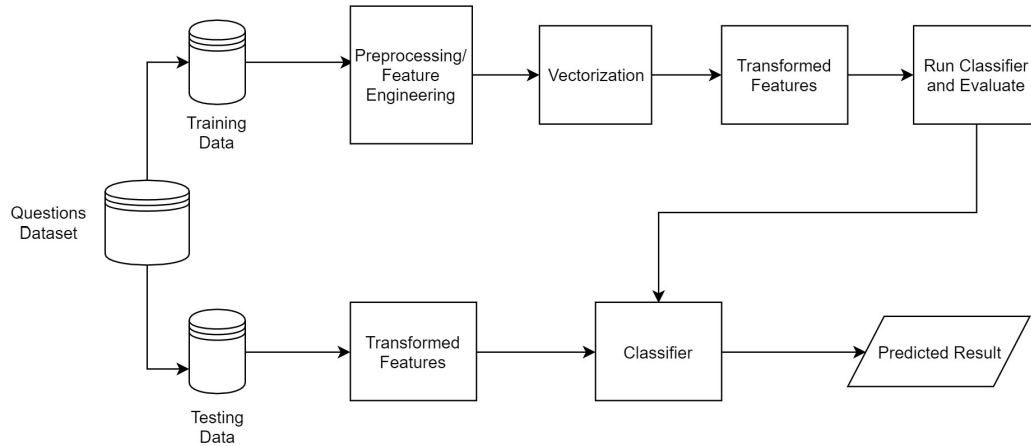 Training
Data
Preprocessing/
Feature
Engineering
Vectorization
Transformed
Features
Run Classifier
and Evaluate
Questions
Dataset
Testing
Data
Transformed
Features
Classifier
Predicted Result